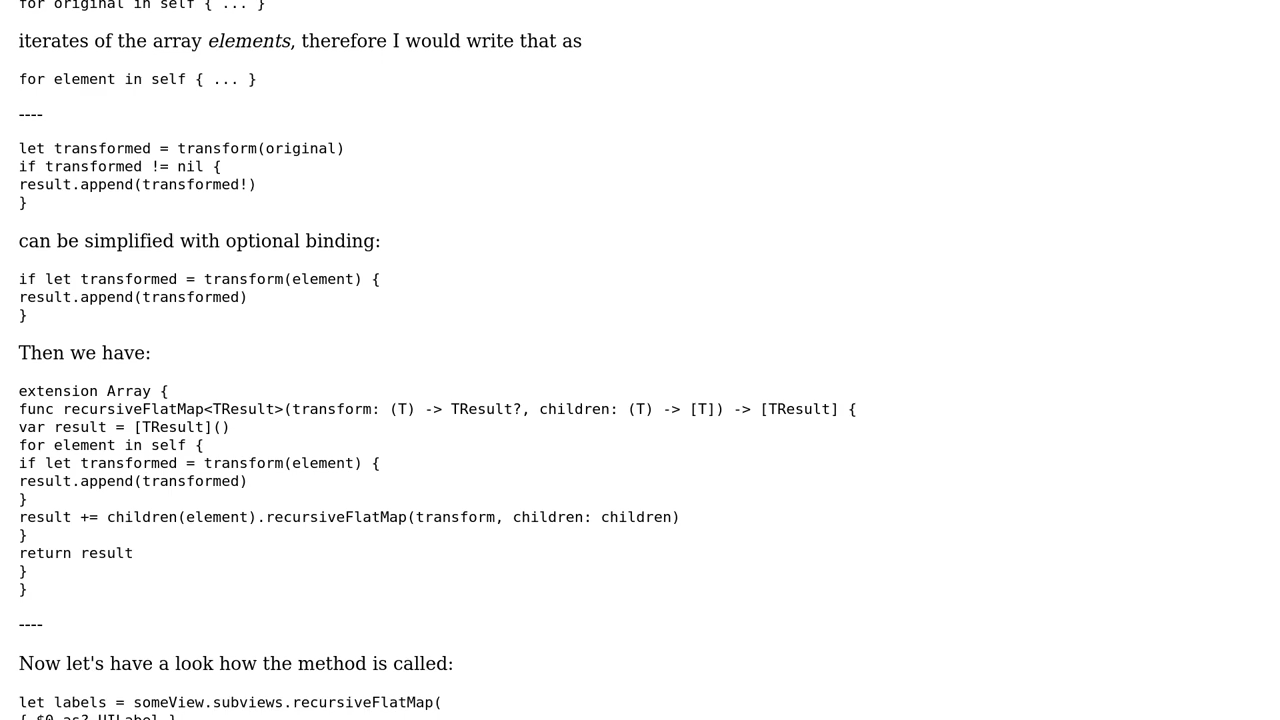 for original in self { ... }
iterates of the array elements, therefore I would write that as
for element in self { ... }
----
let transformed = transform(original)
if transformed != nil {
result.append(transformed!)
}
can be simplified with optional binding:
if let transformed = transform(element) {
result.append(transformed)
}
Then we have:
extension Array {
func recursiveFlatMap<TResult>(transform: (T) -> TResult?, children: (T) -> [T]) -> [TResult] {
var result = [TResult]()
for element in self {
if let transformed = transform(element) {
result.append(transformed)
}
result += children(element).recursiveFlatMap(transform, children: children)
}
return result
}
}
----
Now let's have a look how the method is called:
let labels = someView.subviews.recursiveFlatMap(
{ $0 as? UILabel }